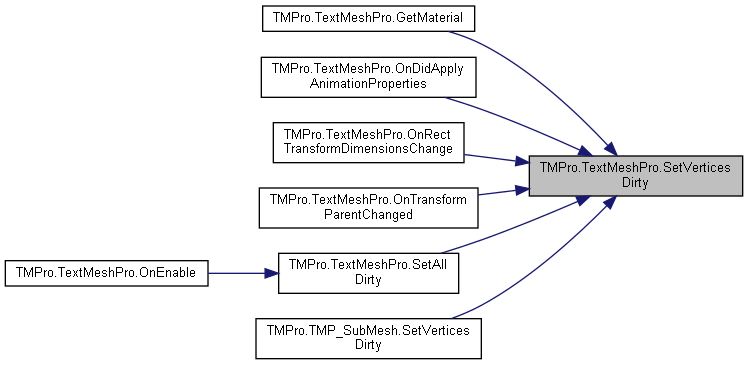 TMPro.TextMeshPro.GetMaterial
TMPro.TextMeshPro.OnDidApply
AnimationProperties
TMPro.TextMeshPro.OnRect
TransformDimensionsChange
TMPro.TextMeshPro.SetVertices
Dirty
TMPro.TextMeshPro.OnTransform
ParentChanged
TMPro.TextMeshPro.OnEnable
TMPro.TextMeshPro.SetAll
Dirty
TMPro.TMP_SubMesh.SetVertices
Dirty